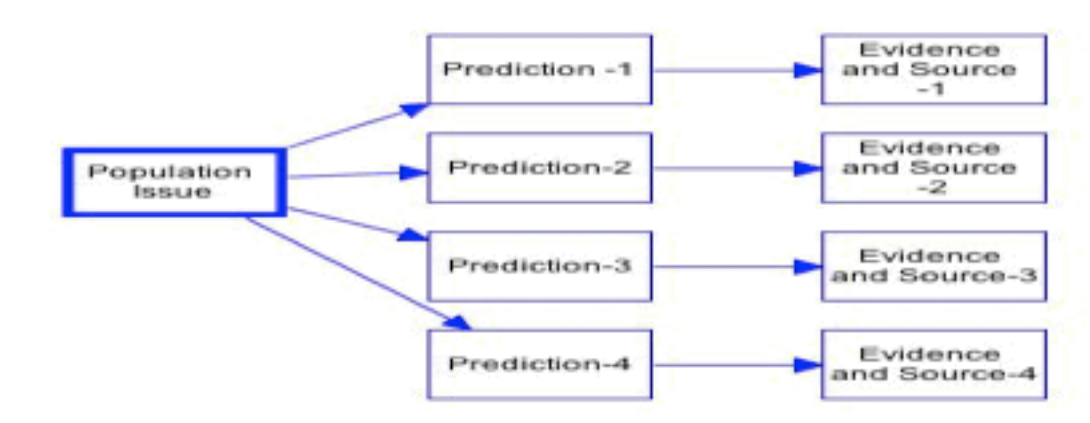 Population
Issue
Prediction -1
Evidence
and Source
-1
Prediction-2
Evidence
and Source
-2
Prediction-3
Evidence
and Source-3
Prediction-4
Evidence
and Source-4